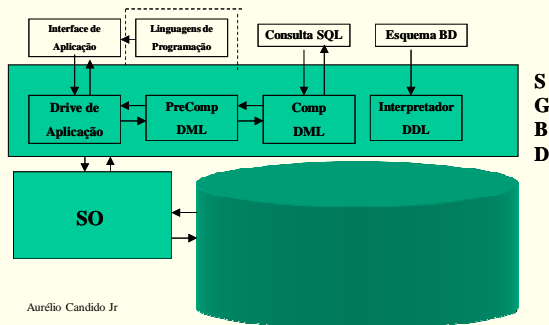 Interface de
Aplicação
Linguagens de
Programação
Consulta SQL
Esquema BD
Drive de
Aplicação
PreComp
DML
Comp
DML
Interpretador
DDL
S
G
B
D
SO
Aurélio Candido Jr